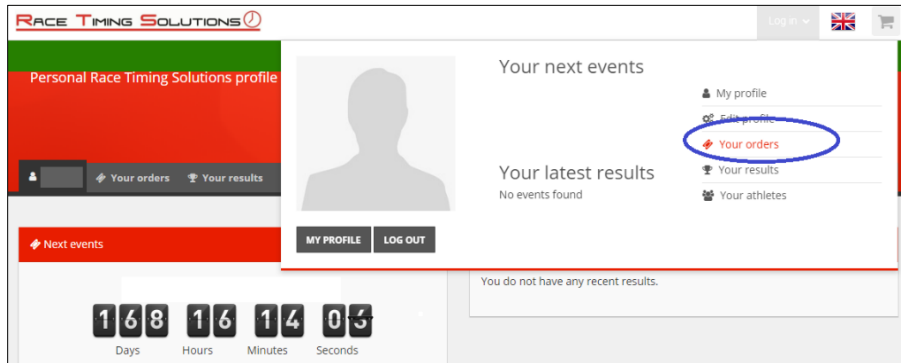 RACE TIMING SOLUTIONS
Log in
Personal Race Timing Solutions profile
Your next events
My profile
Edit profile
Your orders
Your results
Your athletes
Your latest results
No events found
MY PROFILE LOG OUT
Your orders Your results
Next events
You do not have any recent results.
168 16 14
Days Hours Minutes Seconds